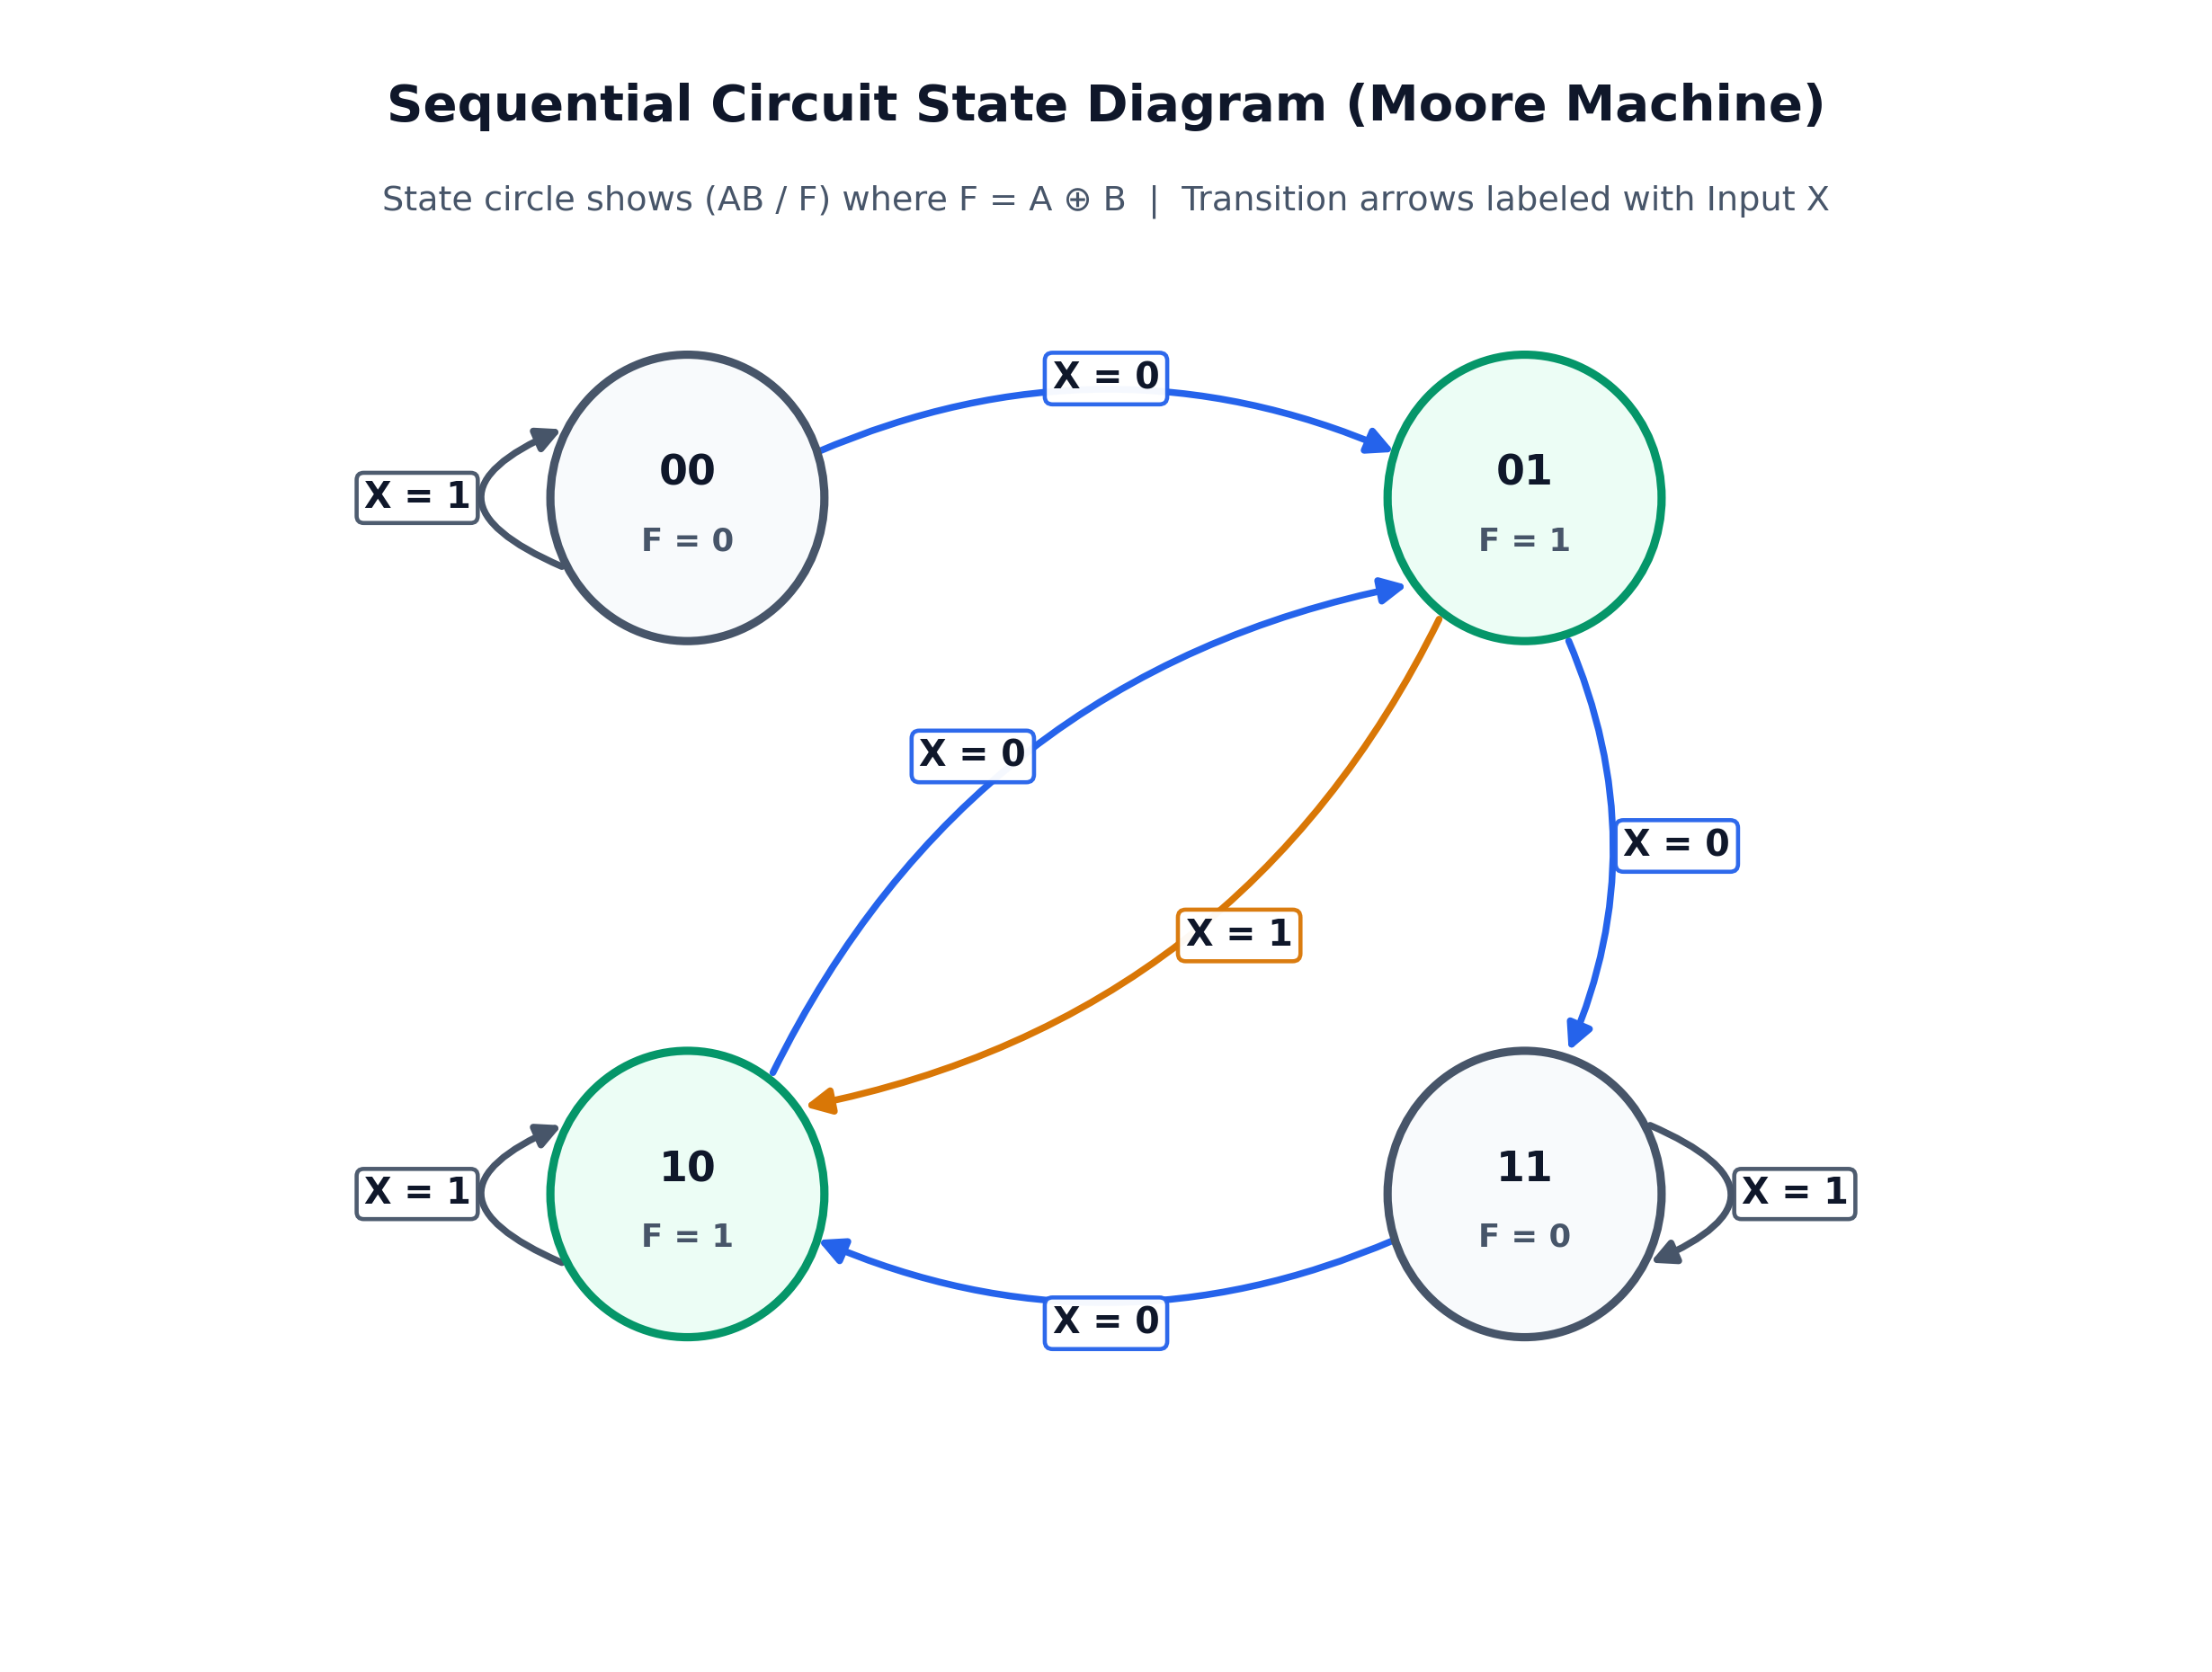 Sequential Circuit State Diagram (Moore Machine)
State circle shows (AB / F) where F = A ⊕ B | Transition arrows labeled with Input X
X = 0
00
01
X = 1
F = 0
F = 1
X = 0
X = 0
X = 1
10
11
X = 1
X = 1
F = 1
F = 0
X = 0